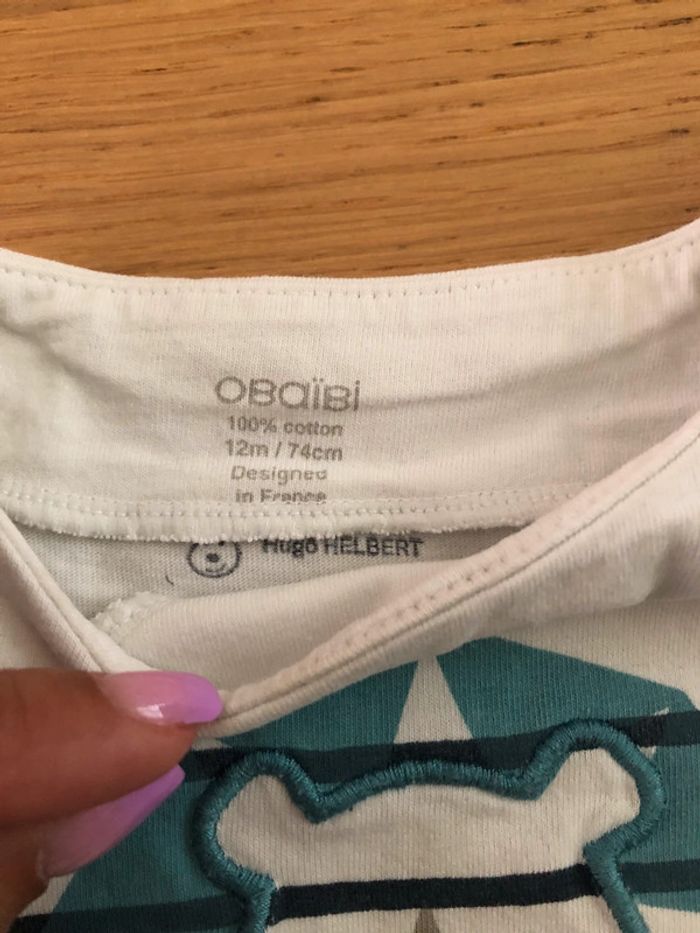 OBAÏBI
100% cotton
12m / 74cm
Designed
in France
Hugo HELBERT